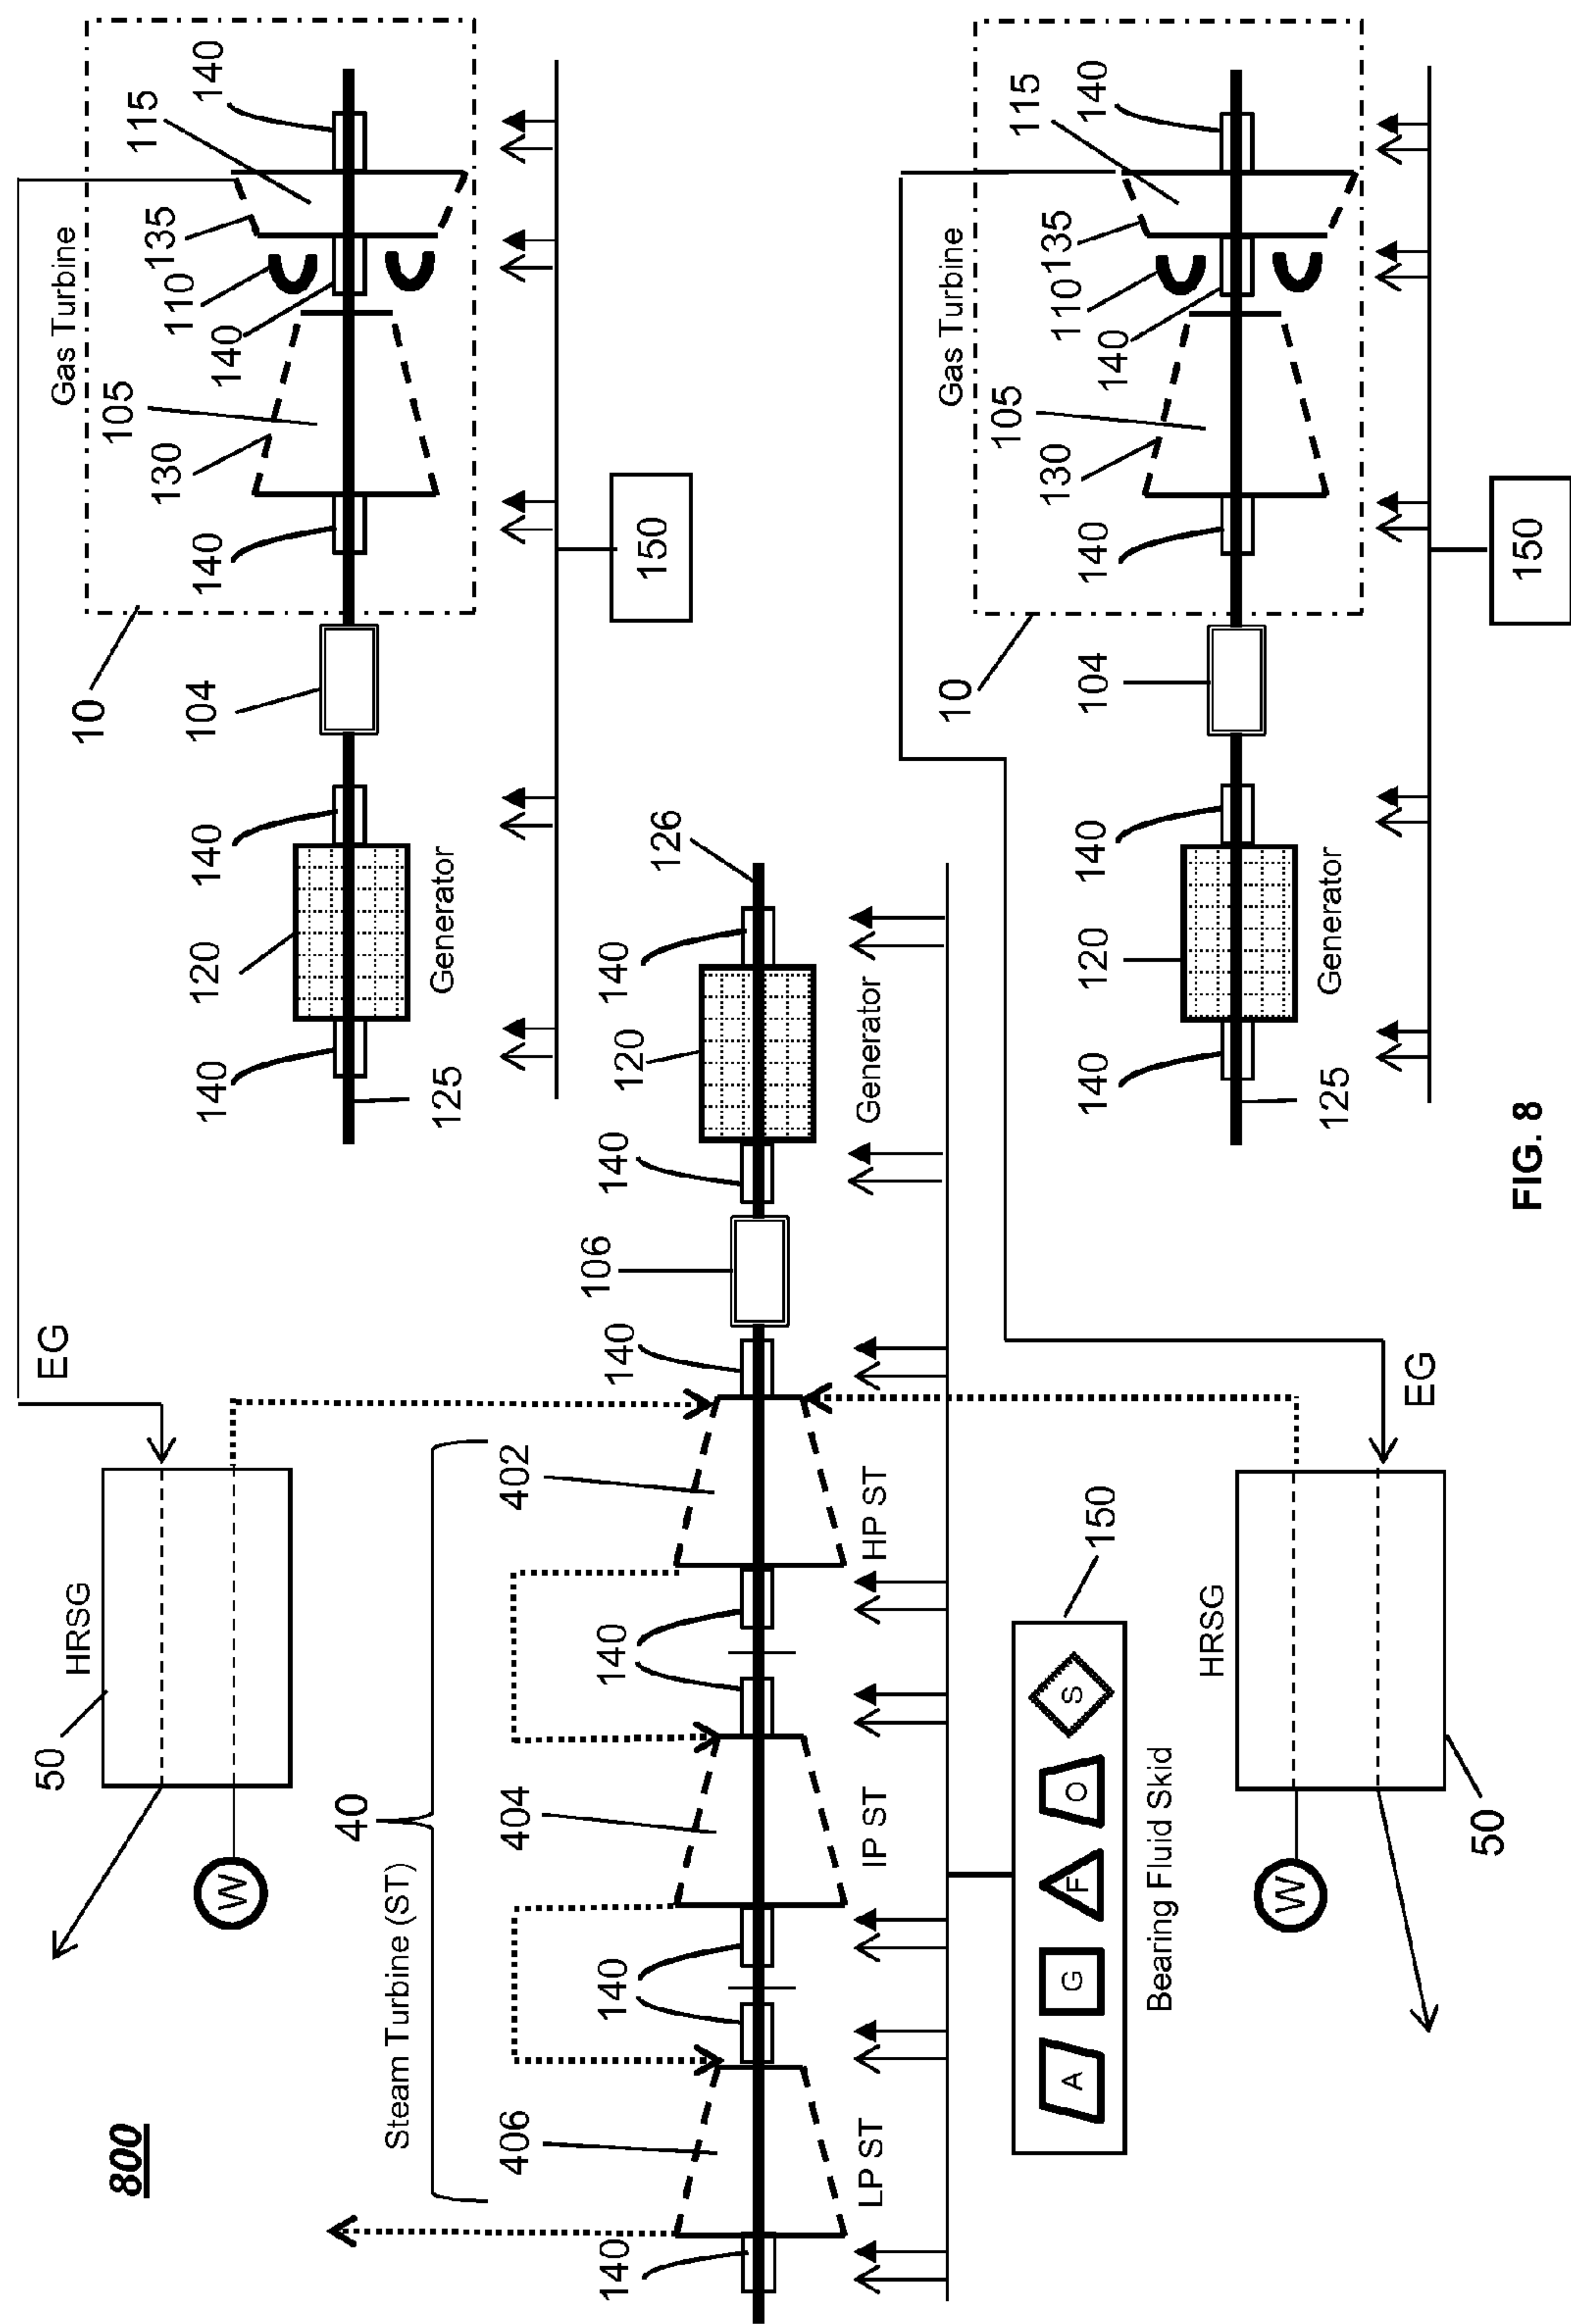 50
HRSG
EG
Gas Turbine
800
W
10
105
115
130
135
140
120
140
104
140
140
110
140
40
Steam Turbine (ST)
125
Generator
406
404
402
150
140
140
140
140
106
140
120
140
126
LP ST
IP ST
HP ST
Generator
Gas Turbine
10
105
115
A
G
F
O
S
150
130
135
Bearing Fluid Skid
140
120
140
104
140
140
110
140
HRSG
EG
W
125
Generator
50
FIG. 8
150